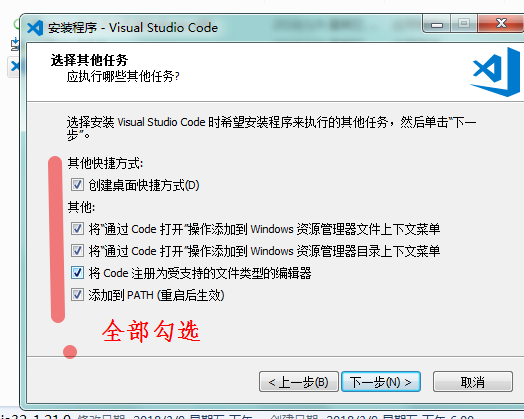 安装程序 - Visual Studio Code
选择其他任务
应执行哪些其他任务?
选择安装 Visual Studio Code 时希望安装程序来执行的其他任务，然后单击“下一
步”。
其他快捷方式:
创建桌面快捷方式(D)
其他:
将“通过 Code 打开”操作添加到 Windows 资源管理器文件上下文菜单
将“通过 Code 打开”操作添加到 Windows 资源管理器目录上下文菜单
将 Code 注册为受支持的文件类型的编辑器
添加到 PATH (重启后生效)
全部勾选
< 上一步(B)
下一步(N) >
取消